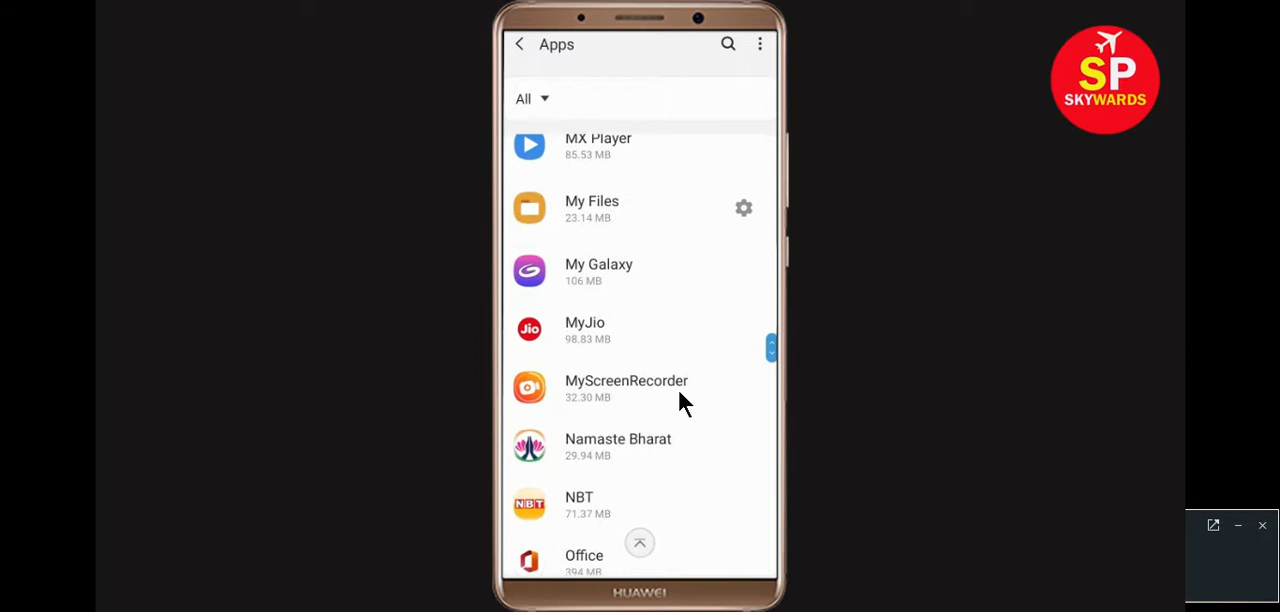 Apps
All
MX Player
85.53 MB
My Files
23.14 MB
My Galaxy
106 MB
Jio
MyJio
98.83 MB
MyScreenRecorder
32.30 MB
Namaste Bharat
29.94 MB
NBT
NBT
71.37 MB
Office
394 MB
HUAWEI
SP
SKYWARDS